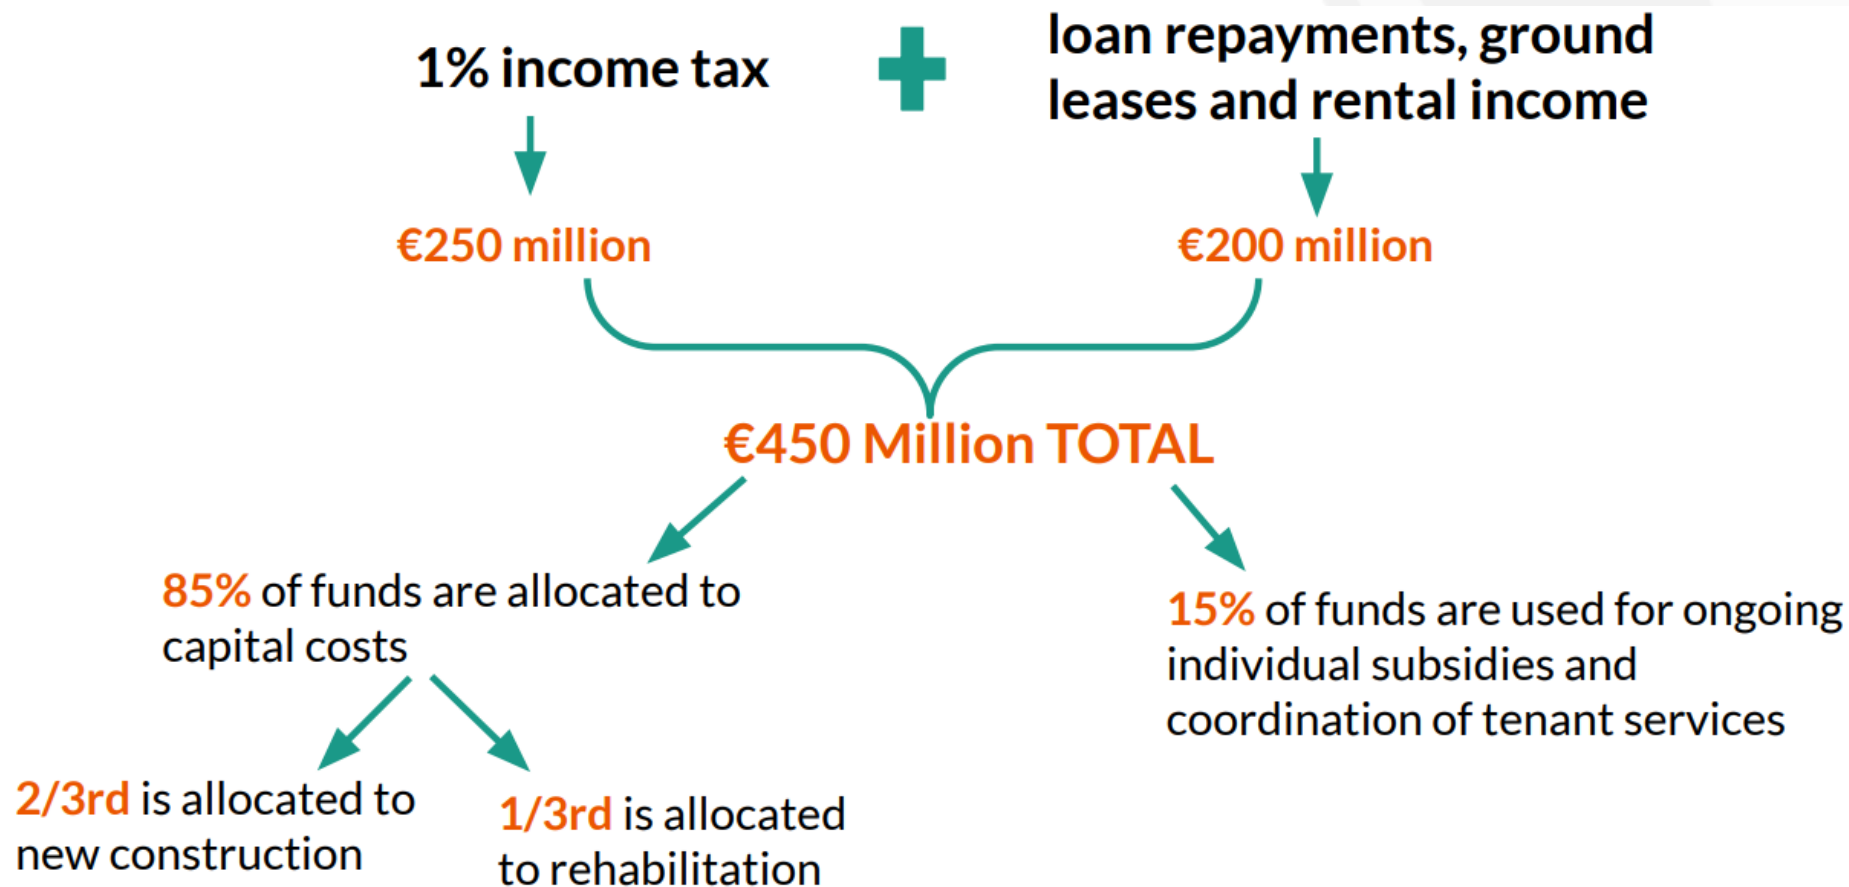 1% income tax
loan repayments, ground
leases and rental income
€250 million
€200 million
€450 Million TOTAL
85% of funds are allocated to
capital costs
15% of funds are used for ongoing
individual subsidies and
coordination of tenant services
2/3rd is allocated to
new construction
1/3rd is allocated
to rehabilitation